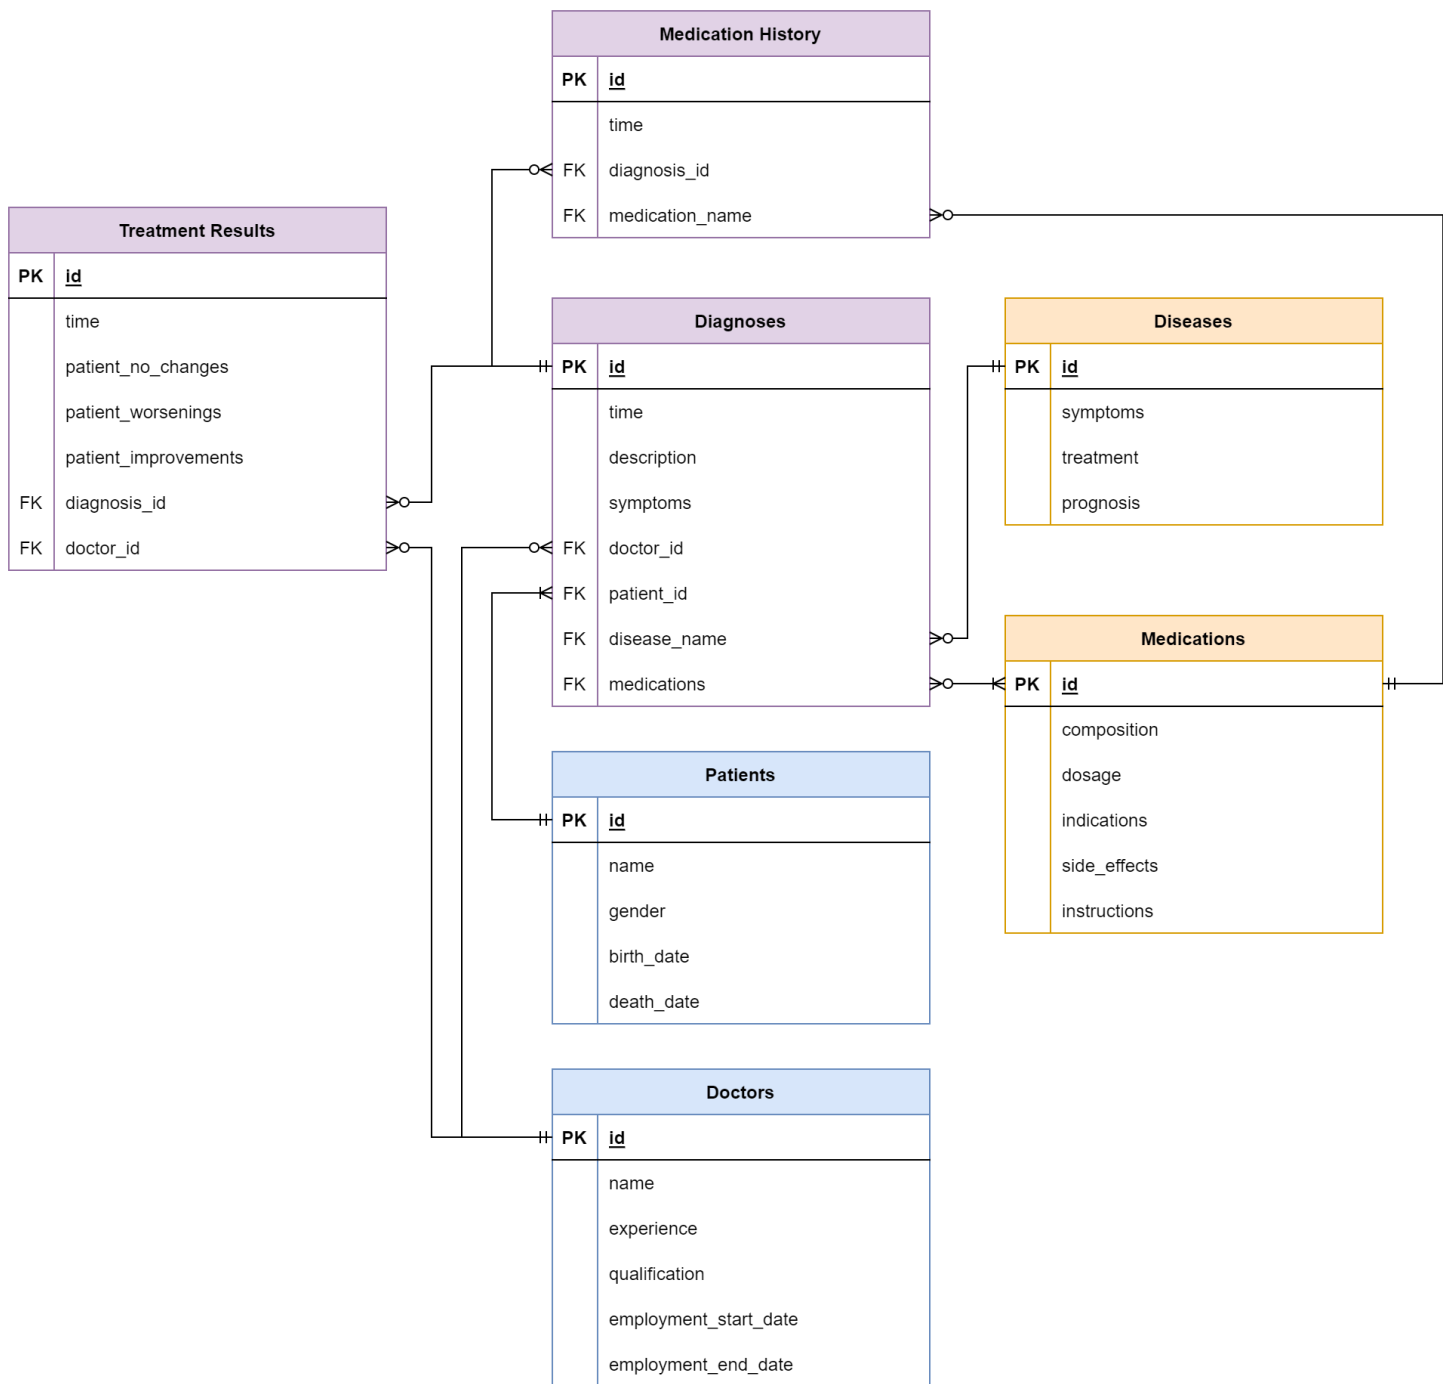 Medication History
PK id
time
FK diagnosis_id
FK medication_name
Treatment Results
PK id
time
patient_no_changes
patient_worsenings
patient_improvements
FK diagnosis_id
FK doctor_id
Diagnoses
PK id
time
description
symptoms
FK doctor_id
FK patient_id
FK disease_name
FK medications
Diseases
PK id
symptoms
treatment
prognosis
Medications
PK id
composition
dosage
indications
side_effects
instructions
Patients
PK id
name
gender
birth_date
death_date
Doctors
PK id
name
experience
qualification
employment_start_date
employment_end_date